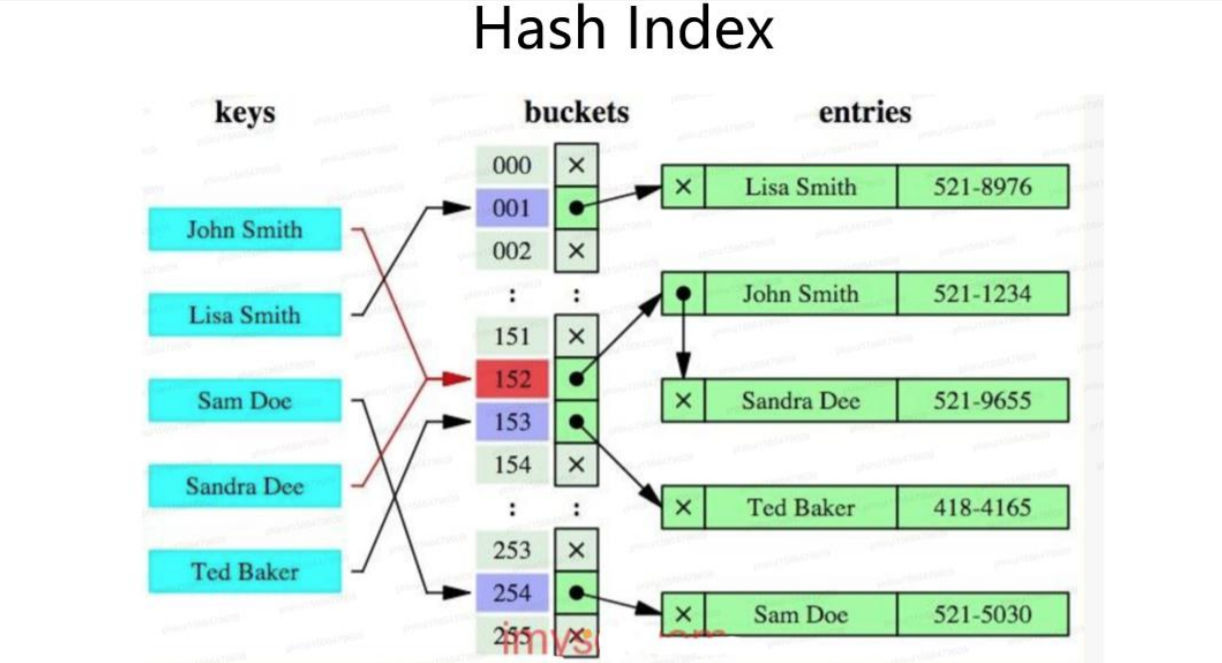 Hash Index
keys
buckets
entries
John Smith
Lisa Smith
Sam Doe
Sandra Dee
Ted Baker
000 ×
001
002 ×
: :
151 ×
152
153
154 ×
: :
253 ×
254
255 ×
× Lisa Smith 521-8976
John Smith 521-1234
× Sandra Dee 521-9655
× Ted Baker 418-4165
× Sam Doe 521-5030